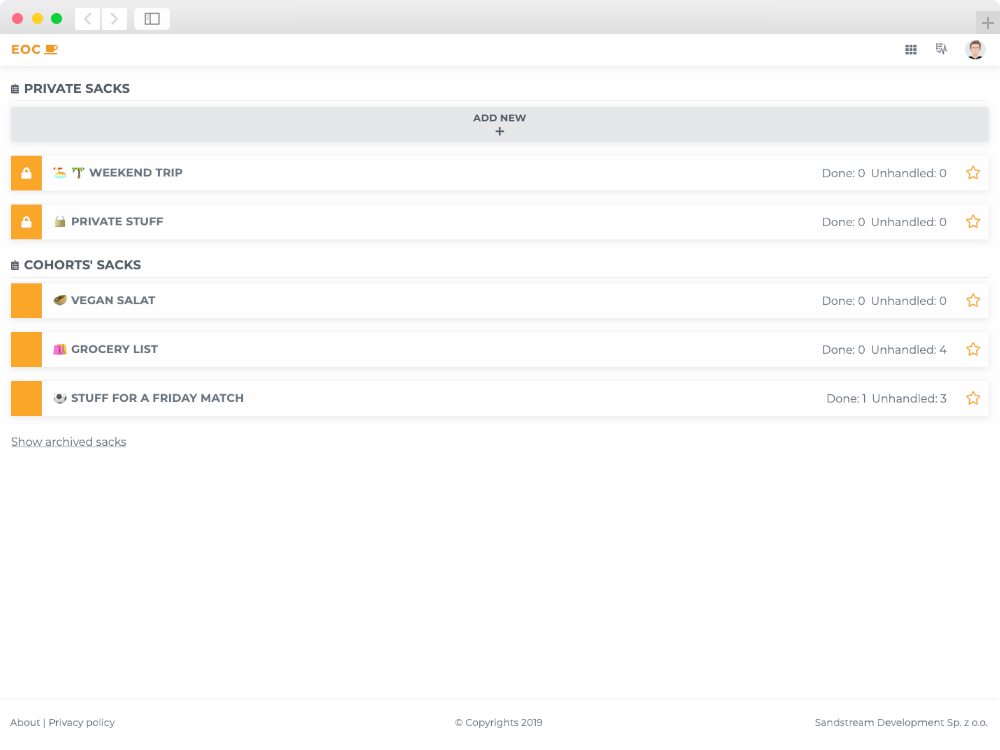 EOC
PRIVATE SACKS
ADD NEW
+
WEEKEND TRIP Done: 0 Unhandled: 0
PRIVATE STUFF Done: 0 Unhandled: 0
COHORTS' SACKS
VEGAN SALAT Done: 0 Unhandled: 0
GROCERY LIST Done: 0 Unhandled: 4
STUFF FOR A FRIDAY MATCH Done: 1 Unhandled: 3
Show archived sacks
About | Privacy policy © Copyrights 2019 Sandstream Development Sp. z o.o.